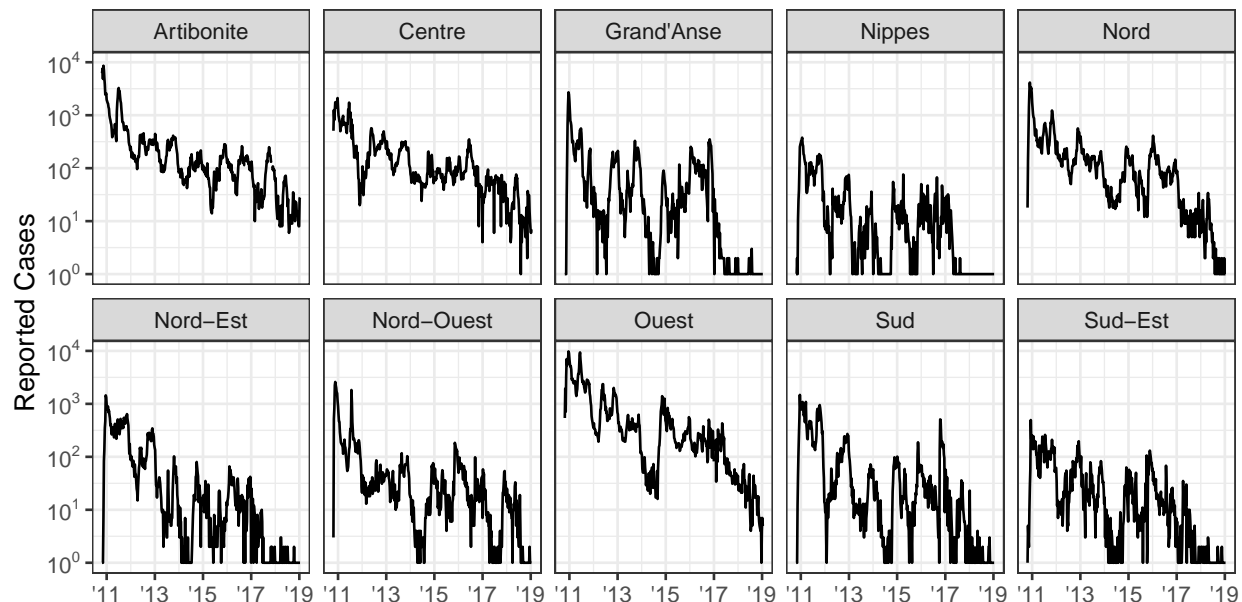 Artibonite Centre Grand'Anse Nippes Nord
10⁴
10³
10²
10¹
10⁰
Reported Cases
Nord−Est Nord−Ouest Ouest Sud Sud−Est
10⁴
10³
10²
10¹
10⁰
'11 '13 '15 '17 '19 '11 '13 '15 '17 '19 '11 '13 '15 '17 '19 '11 '13 '15 '17 '19 '11 '13 '15 '17 '19